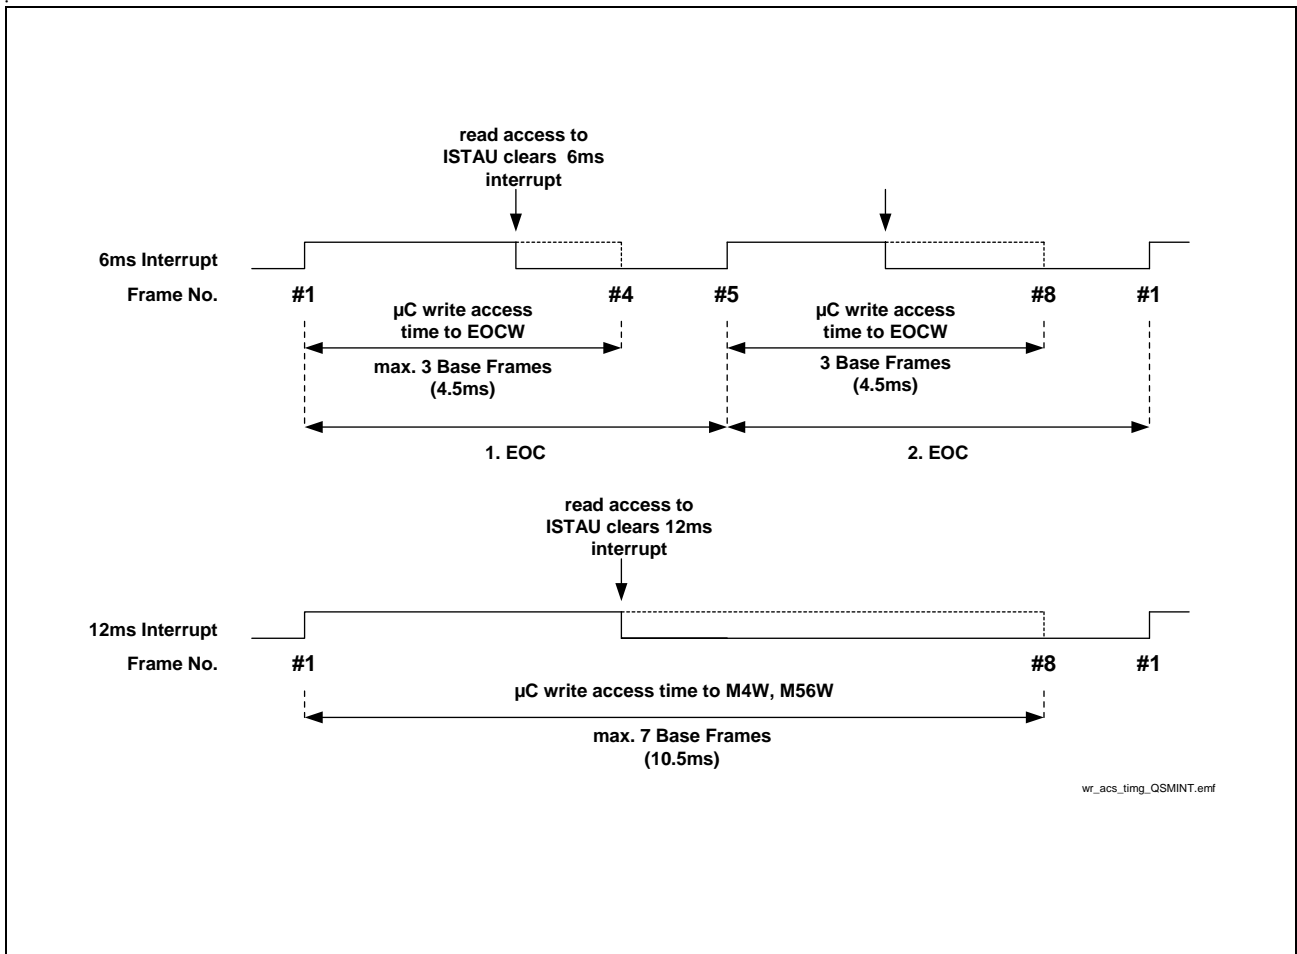 read access to
ISTAU clears 6ms
interrupt
6ms Interrupt
Frame No.
#1
#4
#5
#8
#1
µC write access
time to EOCW
max. 3 Base Frames
(4.5ms)
µC write access
time to EOCW
3 Base Frames
(4.5ms)
1. EOC
2. EOC
read access to
ISTAU clears 12ms
interrupt
12ms Interrupt
Frame No.
#1
#8
#1
µC write access time to M4W, M56W
max. 7 Base Frames
(10.5ms)
wr_acs_timg_QSMINT.emf